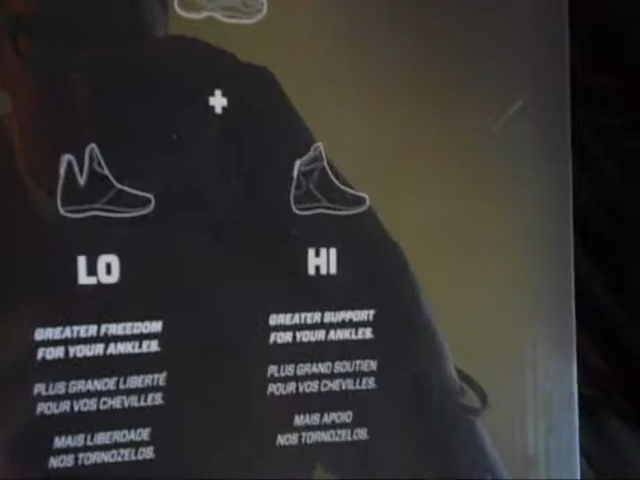 LO
GREATER FREEDOM
FOR YOUR ANKLES.
PLUS GRANDE LIBERTÉ
POUR VOS CHEVILLES.
MAIS LIBERDADE
NOS TORNOZELOS.
HI
GREATER SUPPORT
FOR YOUR ANKLES.
PLUS GRAND SOUTIEN
POUR VOS CHEVILLES.
MAIS APOIO
NOS TORNOZELOS.